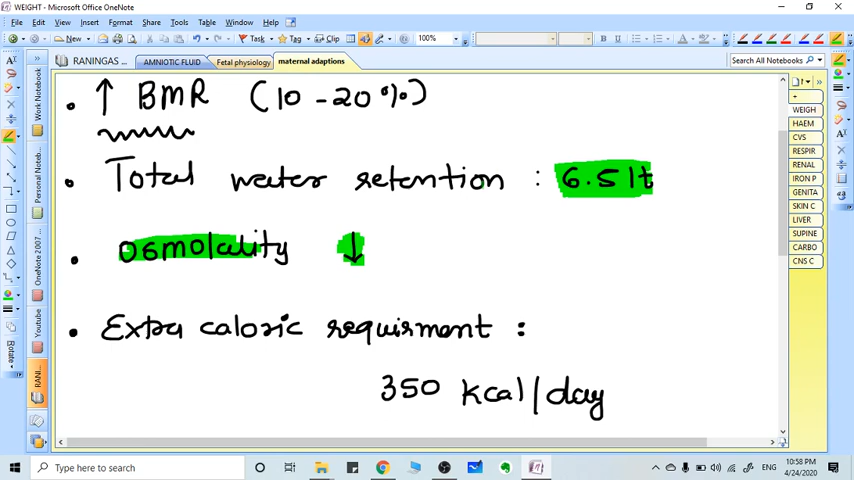 WEIGHT - Microsoft Office OneNote
File Edit View Insert Format Share Tools Table Window Help
New Task Tag Clip 100%
RANINGAS ... AMNIOTIC FLUID Fetal physiology maternal adaptions Search All Notebooks
Work Notebook
Personal Notebook
OneNote 2007 ...
Youtube
RANI...
Rotate
↑ BMR (10-20%)
Total water retention : 6.5 lt
Osmolality ↓
Extra caloric requirment :
350 kcal/day
WEIGH
HAEM
CVS
RESPIR
RENAL
IRON P
GENITA
SKIN C
LIVER
SUPINE
CARBO
CNS C
Type here to search
ENG
10:58 PM
4/24/2020